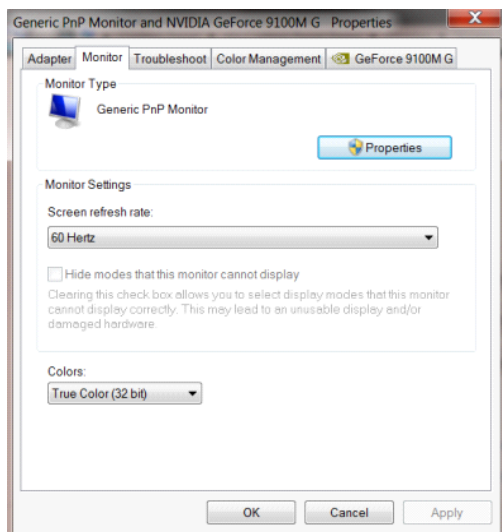 Generic PnP Monitor and NVIDIA GeForce 9100M G Properties
Adapter Monitor Troubleshoot Color Management GeForce 9100M G
Monitor Type
Generic PnP Monitor
Properties
Monitor Settings
Screen refresh rate:
60 Hertz
Hide modes that this monitor cannot display
Clearing this check box allows you to select display modes that this monitor
cannot display correctly. This may lead to an unusable display and/or
damaged hardware.
Colors:
True Color (32 bit)
OK Cancel Apply